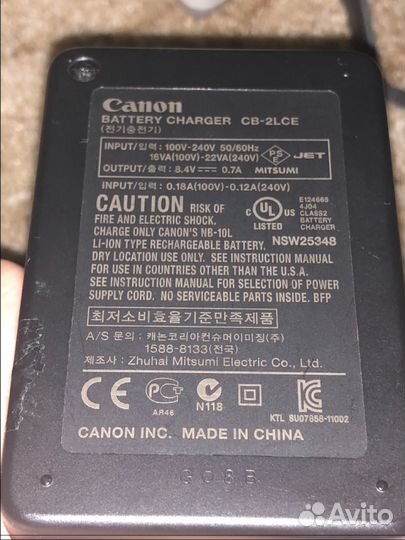 Canon
BATTERY CHARGER CB-2LCE
(전기충전기)
INPUT/입력 : 100V-240V 50/60Hz
16VA(100V)-22VA(240V)
OUTPUT/출력 : 8.4V 0.7A
PS E JET
MITSUMI
INPUT/입력 : 0.18A(100V)-0.12A(240V)
CAUTION RISK OF
FIRE AND ELECTRIC SHOCK.
CHARGE ONLY CANON'S NB-10L
LI-ION TYPE RECHARGEABLE BATTERY.
c UL US
LISTED
E124665
4J04
CLASS2
BATTERY
CHARGER
NSW25348
DRY LOCATION USE ONLY. SEE INSTRUCTION MANUAL
FOR USE IN COUNTRIES OTHER THAN THE U.S.A.
SEE INSTRUCTION MANUAL FOR SELECTION OF POWER
SUPPLY CORD. NO SERVICEABLE PARTS INSIDE. BFP
최저소비효율기준만족제품
A/S 문의 : 캐논코리아컨슈머이미징(주)
1588-8133(전국)
제조사 : Zhuhai Mitsumi Electric Co., Ltd.
AR46
N118
CE
KTL SU07858-11002
CANON INC. MADE IN CHINA
G08B
Avito